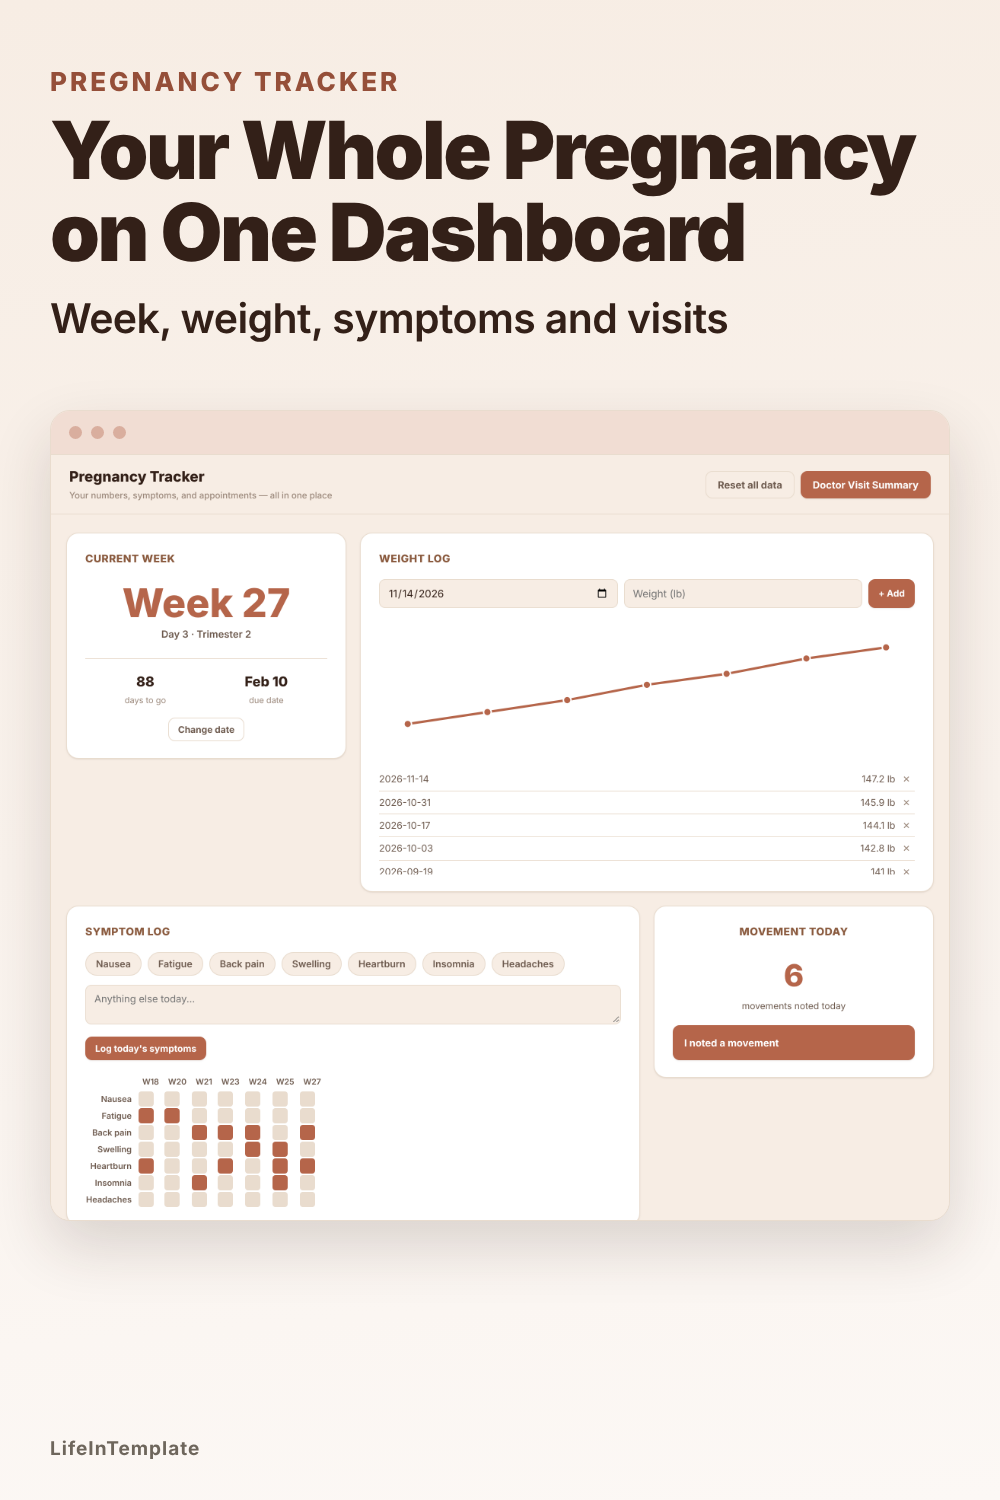 PREGNANCY TRACKER
Your Whole Pregnancy
on One Dashboard
Week, weight, symptoms and visits
Pregnancy Tracker
Your numbers, symptoms, and appointments — all in one place
Reset all data
Doctor Visit Summary
CURRENT WEEK
Week 27
Day 3 · Trimester 2
88
days to go
Feb 10
due date
Change date
WEIGHT LOG
11/14/2026
Weight (lb)
+ Add
2026-11-14 147.2 lb ×
2026-10-31 145.9 lb ×
2026-10-17 144.1 lb ×
2026-10-03 142.8 lb ×
2026-09-19 141 lb ×
SYMPTOM LOG
Nausea Fatigue Back pain Swelling Heartburn Insomnia Headaches
Anything else today...
Log today's symptoms
W18 W20 W21 W23 W24 W25 W27
Nausea
Fatigue
Back pain
Swelling
Heartburn
Insomnia
Headaches
MOVEMENT TODAY
6
movements noted today
I noted a movement
LifeInTemplate